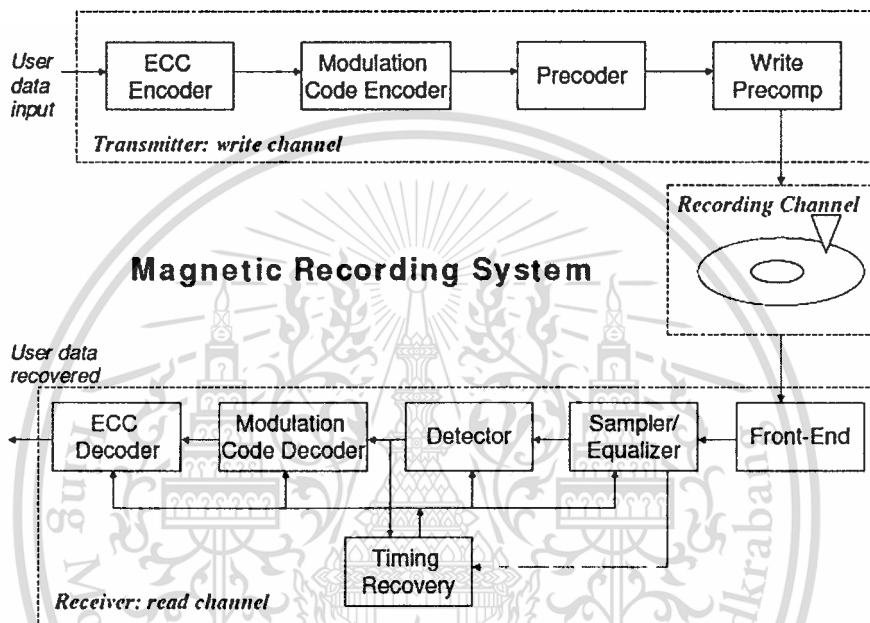 User
data
input
ECC
Encoder
Modulation
Code Encoder
Precoder
Write
Precomp
Transmitter: write channel
Recording Channel
Magnetic Recording System
User data
recovered
ECC
Decoder
Modulation
Code Decoder
Detector
Sampler/
Equalizer
Front-End
Timing
Recovery
Receiver: read channel